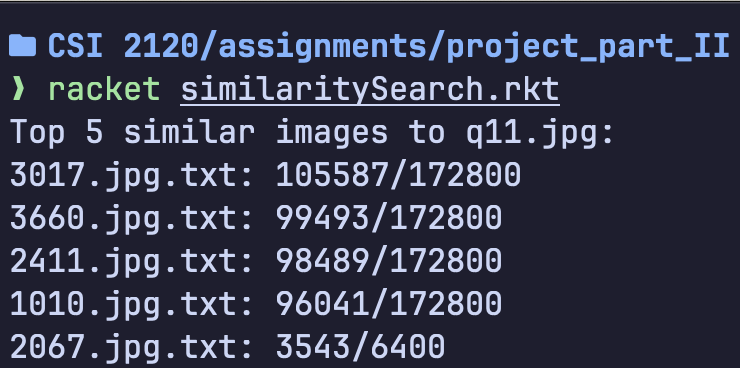 CSI 2120/assignments/project_part_II
❯ racket similaritySearch.rkt
Top 5 similar images to q11.jpg:
3017.jpg.txt: 105587/172800
3660.jpg.txt: 99493/172800
2411.jpg.txt: 98489/172800
1010.jpg.txt: 96041/172800
2067.jpg.txt: 3543/6400